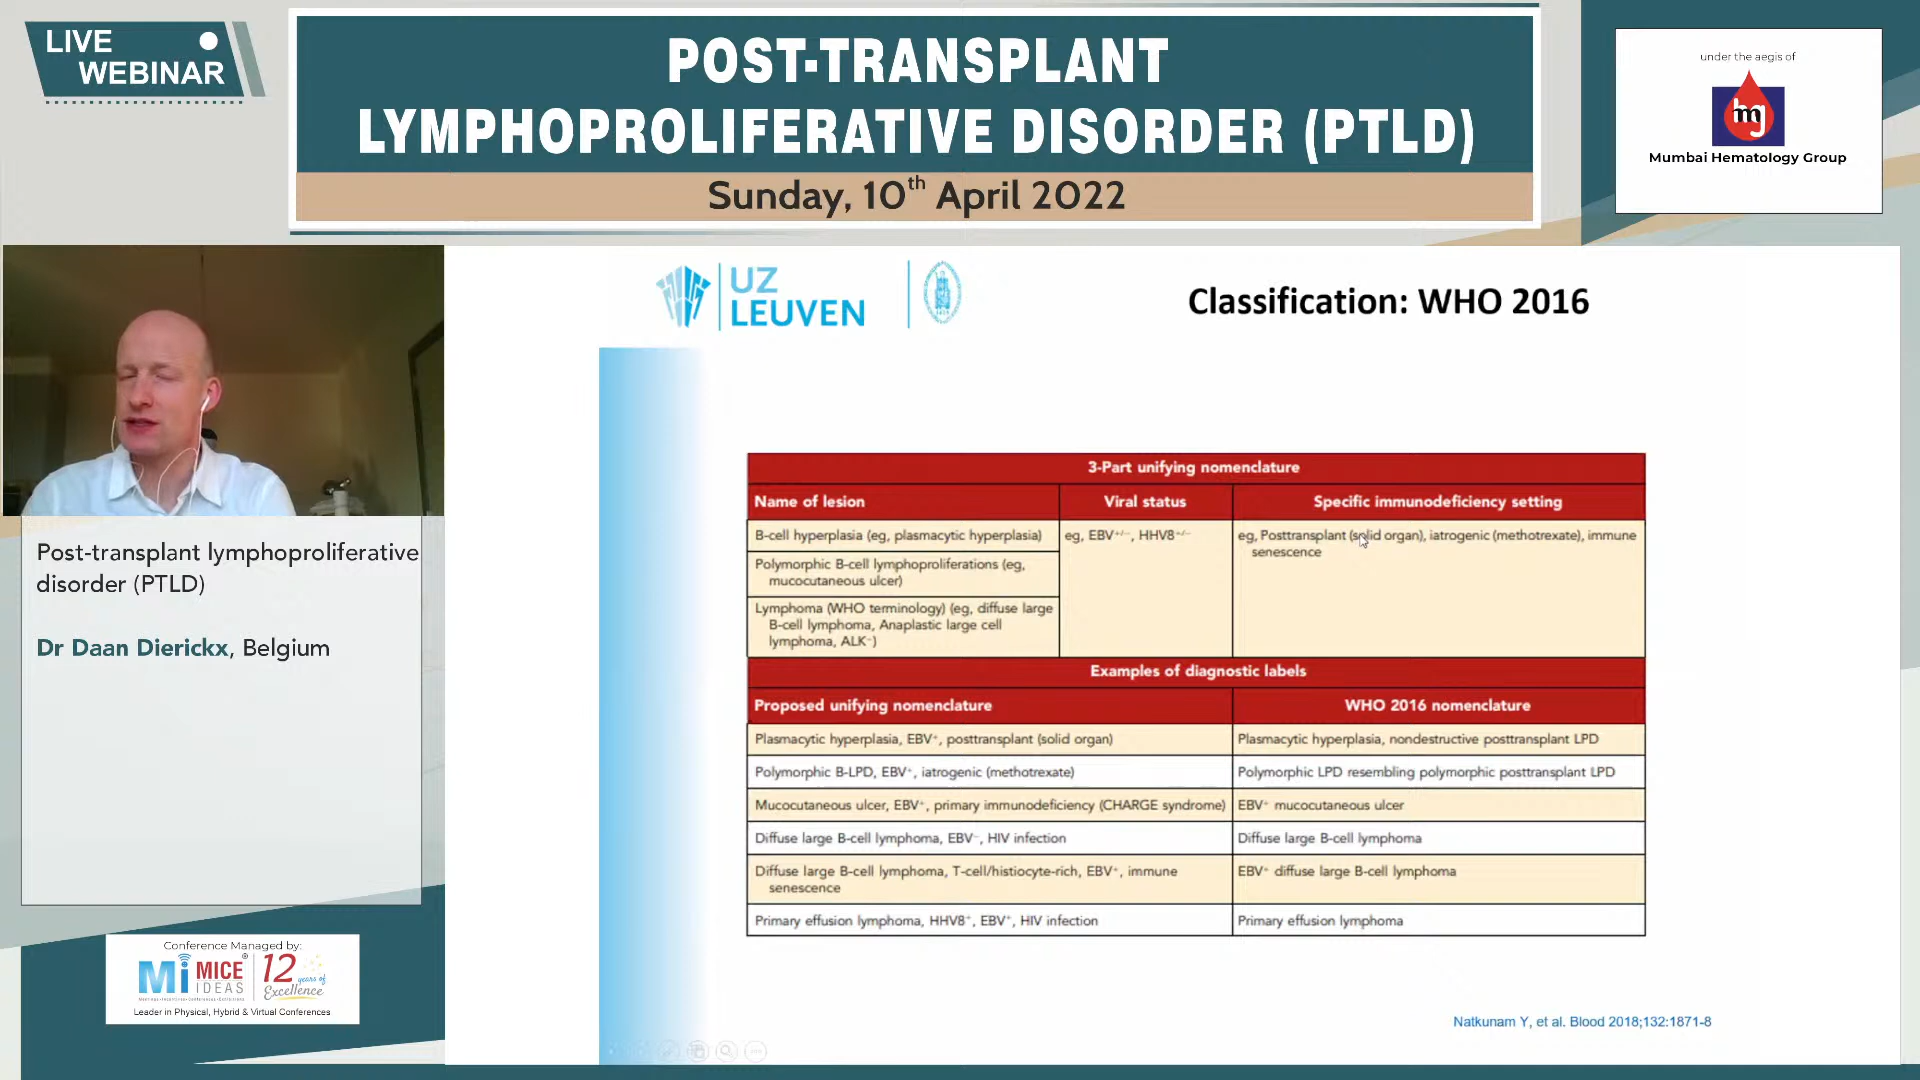 LIVE
WEBINAR
POST-TRANSPLANT
LYMPHOPROLIFERATIVE DISORDER (PTLD)
Sunday, 10th April 2022
under the aegis of
mg
Mumbai Hematology Group
UZ
LEUVEN
Classification: WHO 2016
Post-transplant lymphoproliferative
disorder (PTLD)
Dr Daan Dierickx, Belgium
3-Part unifying nomenclature
Name of lesion
Viral status
Specific immunodeficiency setting
B-cell hyperplasia (eg, plasmacytic hyperplasia)
eg, EBV⁺/⁻, HHV8⁺/⁻
eg, Posttransplant (solid organ), iatrogenic (methotrexate), immune
senescence
Polymorphic B-cell lymphoproliferations (eg,
mucocutaneous ulcer)
Lymphoma (WHO terminology) (eg, diffuse large
B-cell lymphoma, Anaplastic large cell
lymphoma, ALK⁻)
Examples of diagnostic labels
Proposed unifying nomenclature
WHO 2016 nomenclature
Plasmacytic hyperplasia, EBV⁺, posttransplant (solid organ)
Plasmacytic hyperplasia, nondestructive posttransplant LPD
Polymorphic B-LPD, EBV⁺, iatrogenic (methotrexate)
Polymorphic LPD resembling polymorphic posttransplant LPD
Mucocutaneous ulcer, EBV⁺, primary immunodeficiency (CHARGE syndrome)
EBV⁺ mucocutaneous ulcer
Diffuse large B-cell lymphoma, EBV⁻, HIV infection
Diffuse large B-cell lymphoma
Diffuse large B-cell lymphoma, T-cell/histiocyte-rich, EBV⁺, immune
senescence
EBV⁺ diffuse large B-cell lymphoma
Primary effusion lymphoma, HHV8⁺, EBV⁺, HIV infection
Primary effusion lymphoma
Natkunam Y, et al. Blood 2018;132:1871-8
Conference Managed by:
Mi MICE
IDEAS
12
years of
Excellence
Leader in Physical, Hybrid & Virtual Conferences